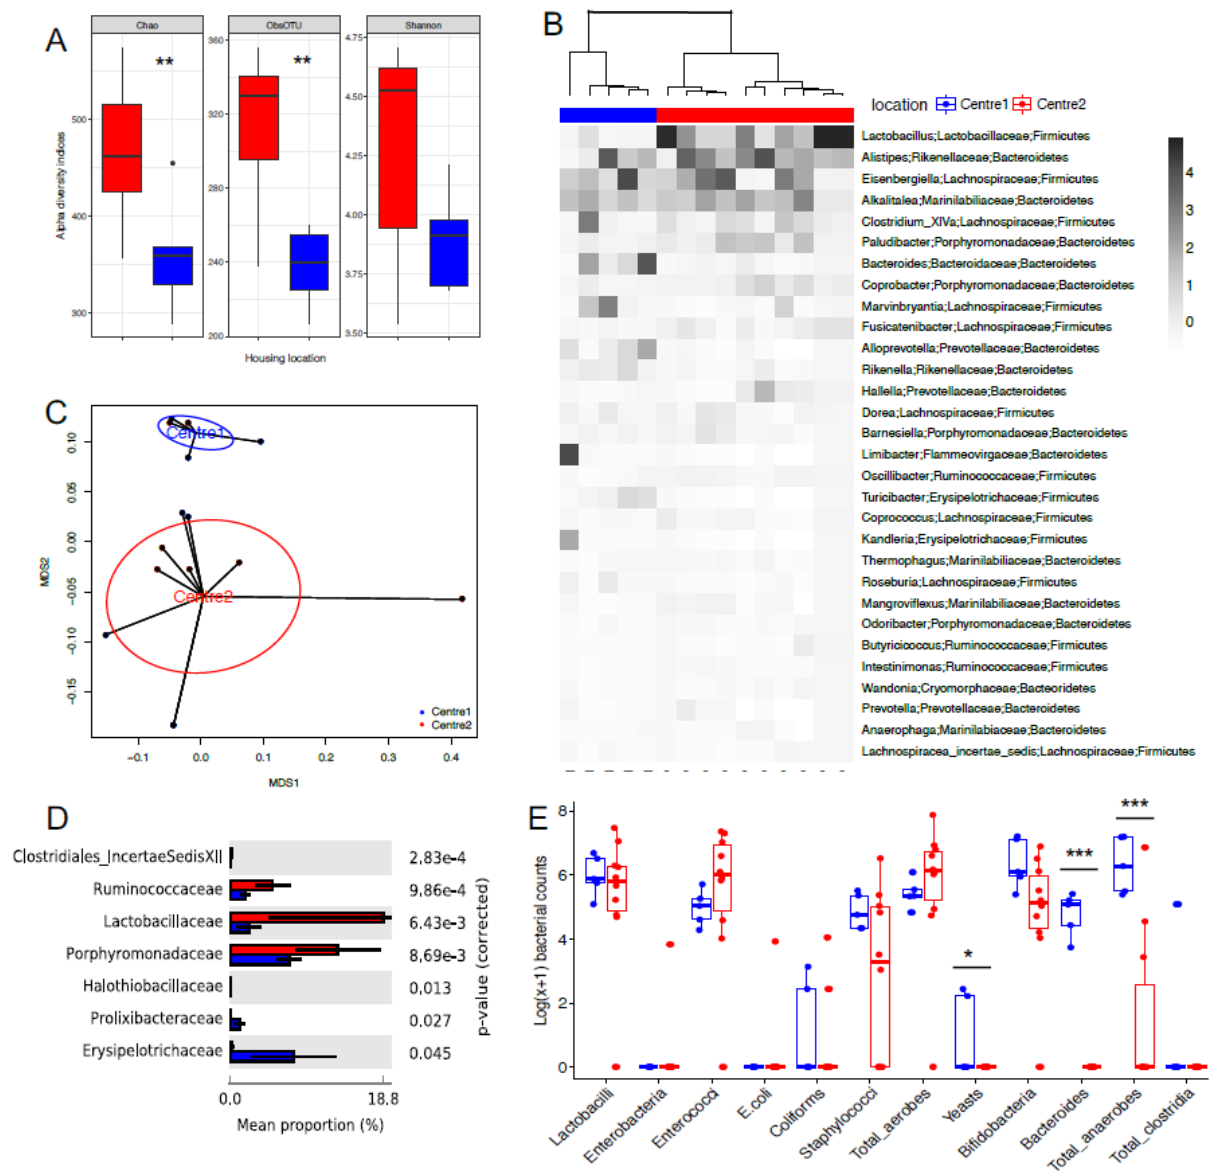 A
Chao
ObsOTU
Shannon
Alpha diversity indices
500
400
300
**
360
320
280
240
200
**
4.75
4.50
4.25
4.00
3.75
3.50
Housing location
B
location Centre1 Centre2
Lactobacillus;Lactobacillaceae;Firmicutes
Alistipes;Rikenellaceae;Bacteroidetes
Eisenbergiella;Lachnospiraceae;Firmicutes
Alkalitalea;Marinilabiliaceae;Bacteroidetes
Clostridium_XIVa;Lachnospiraceae;Firmicutes
Paludibacter;Porphyromonadaceae;Bacteroidetes
Bacteroides;Bacteroidaceae;Bacteroidetes
Coprobacter;Porphyromonadaceae;Bacteroidetes
Marvinbryantia;Lachnospiraceae;Firmicutes
Fusicatenibacter;Lachnospiraceae;Firmicutes
Alloprevotella;Prevotellaceae;Bacteroidetes
Rikenella;Rikenellaceae;Bacteroidetes
Hallella;Prevotellaceae;Bacteroidetes
Dorea;Lachnospiraceae;Firmicutes
Barnesiella;Porphyromonadaceae;Bacteroidetes
Limibacter;Flammeovirgaceae;Bacteroidetes
Oscillibacter;Ruminococcaceae;Firmicutes
Turicibacter;Erysipelotrichaceae;Firmicutes
Coprococcus;Lachnospiraceae;Firmicutes
Kandleria;Erysipelotrichaceae;Firmicutes
Thermophagus;Marinilabiliaceae;Bacteroidetes
Roseburia;Lachnospiraceae;Firmicutes
Mangroviflexus;Marinilabiliaceae;Bacteroidetes
Odoribacter;Porphyromonadaceae;Bacteroidetes
Butyricicoccus;Ruminococcaceae;Firmicutes
Intestinimonas;Ruminococcaceae;Firmicutes
Wandonia;Cryomorphaceae;Bacteoridetes
Prevotella;Prevotellaceae;Bacteroidetes
Anaerophaga;Marinilabiaceae;Bacteroidetes
Lachnospiracea_incertae_sedis;Lachnospiraceae;Firmicutes
4
3
2
1
0
C
MDS2
0.10
0.05
0.00
−0.05
−0.10
−0.15
Centre1
Centre2
Centre1
Centre2
−0.1 0.0 0.1 0.2 0.3 0.4
MDS1
D
Clostridiales_IncertaeSedisXII 2.83e-4
Ruminococcaceae 9.86e-4
Lactobacillaceae 6.43e-3
Porphyromonadaceae 8.69e-3
Halothiobacillaceae 0.013
Prolixibacteraceae 0.027
Erysipelotrichaceae 0.045
p-value (corrected)
0.0 18.8
Mean proportion (%)
E
Log(x+1) bacterial counts
8
6
4
2
0
*
***
***
Lactobacilli
Enterobacteria
Enterococci
E.coli
Coliforms
Staphylococci
Total_aerobes
Yeasts
Bifidobacteria
Bacteroides
Total_anaerobes
Total_clostridia